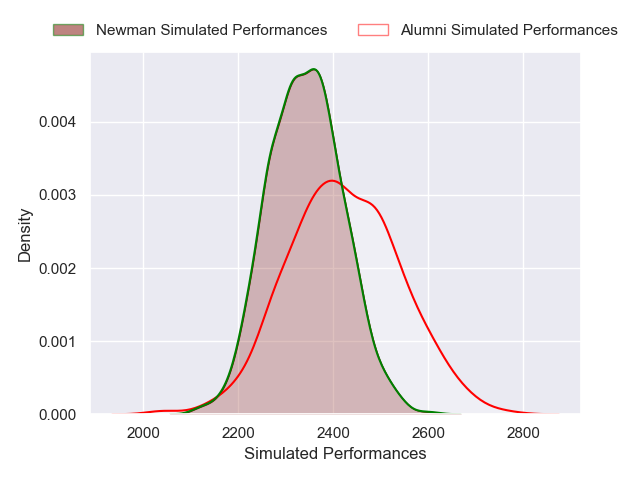 Newman Simulated Performances Alumni Simulated Performances
0.004
0.003
0.002
0.001
0.000
Density
2000 2200 2400 2600 2800
Simulated Performances